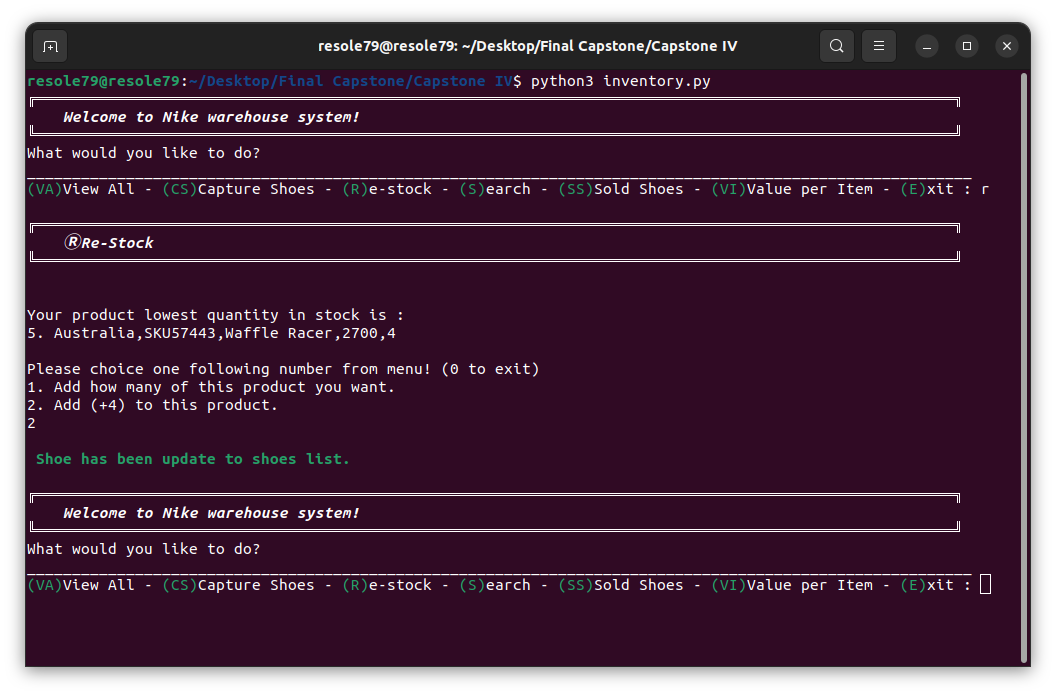 resole79@resole79: ~/Desktop/Final Capstone/Capstone IV
resole79@resole79:~/Desktop/Final Capstone/Capstone IV$ python3 inventory.py
Welcome to Nike warehouse system!
What would you like to do?
(VA)View All - (CS)Capture Shoes - (R)e-stock - (S)earch - (SS)Sold Shoes - (VI)Value per Item - (E)xit : r
ⓇRe-Stock
Your product lowest quantity in stock is :
5. Australia,SKU57443,Waffle Racer,2700,4
Please choice one following number from menu! (0 to exit)
1. Add how many of this product you want.
2. Add (+4) to this product.
2
Shoe has been update to shoes list.
Welcome to Nike warehouse system!
What would you like to do?
(VA)View All - (CS)Capture Shoes - (R)e-stock - (S)earch - (SS)Sold Shoes - (VI)Value per Item - (E)xit :